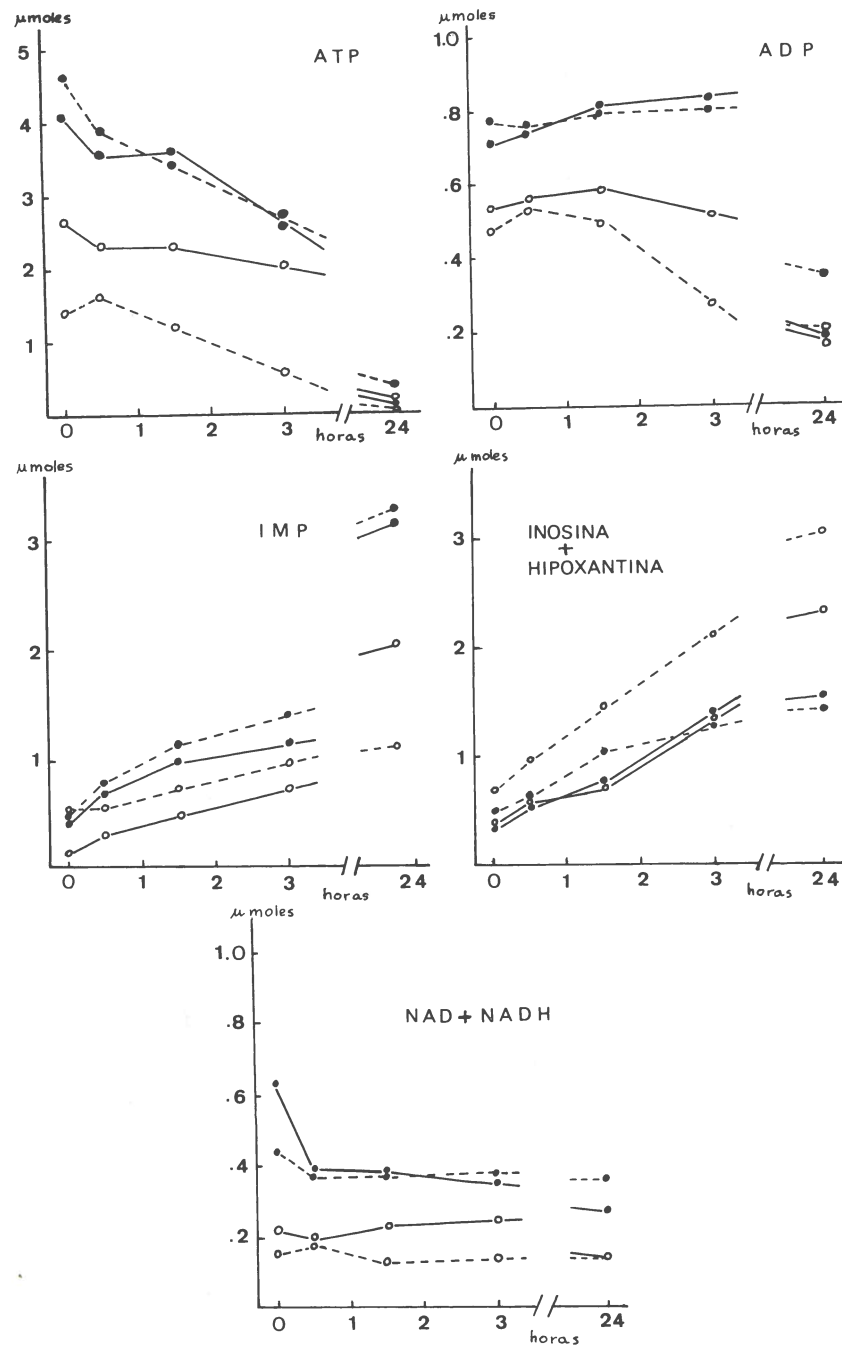 μmoles
5
4
3
2
1
ATP
0 1 2 3 24
horas
μmoles
1.0
.8
.6
.4
.2
ADP
0 1 2 3 24
horas
μmoles
3
2
1
IMP
0 1 2 3 24
horas
μmoles
3
2
1
INOSINA
+
HIPOXANTINA
0 1 2 3 24
horas
μmoles
1.0
.8
.6
.4
.2
NAD+NADH
0 1 2 3 24
horas